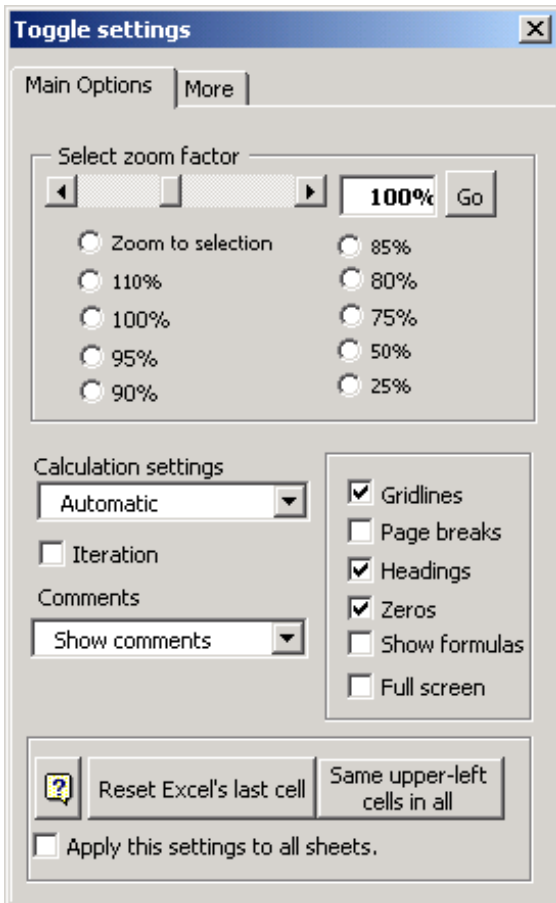 Toggle settings
Main Options
More
Select zoom factor
100%
Go
Zoom to selection
110%
100%
95%
90%
85%
80%
75%
50%
25%
Calculation settings
Automatic
Iteration
Comments
Show comments
Gridlines
Page breaks
Headings
Zeros
Show formulas
Full screen
?
Reset Excel's last cell
Same upper-left
cells in all
Apply this settings to all sheets.